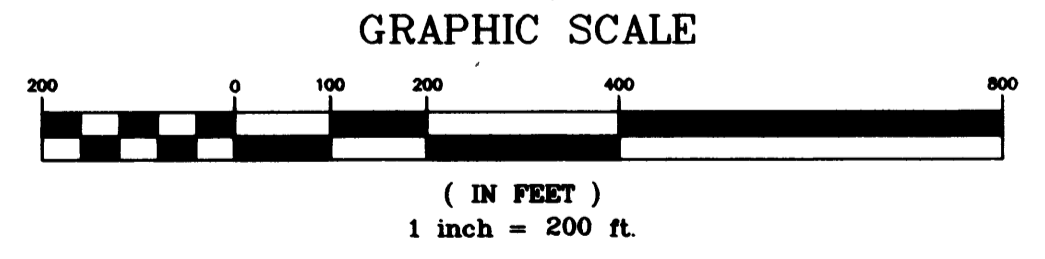 GRAPHIC SCALE
200 0 100 200 400 800
( IN FEET )
1 inch = 200 ft.